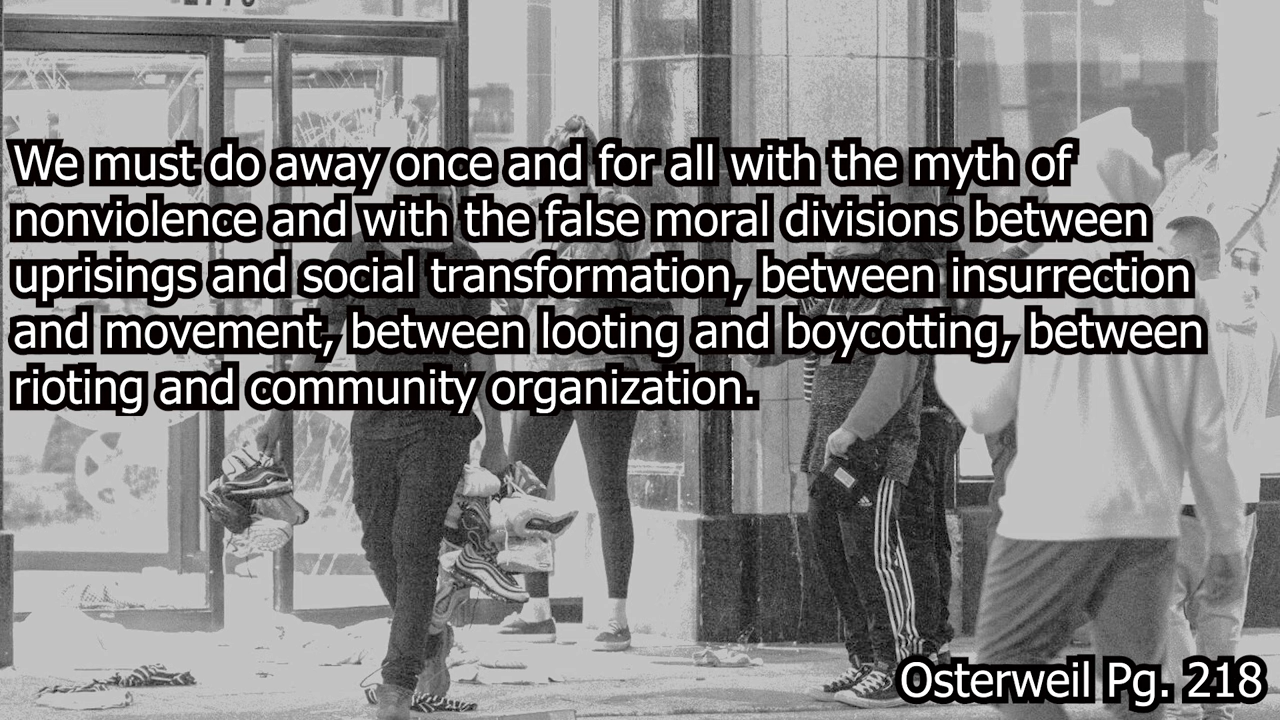 We must do away once and for all with the myth of
nonviolence and with the false moral divisions between
uprisings and social transformation, between insurrection
and movement, between looting and boycotting, between
rioting and community organization.
Osterweil Pg. 218